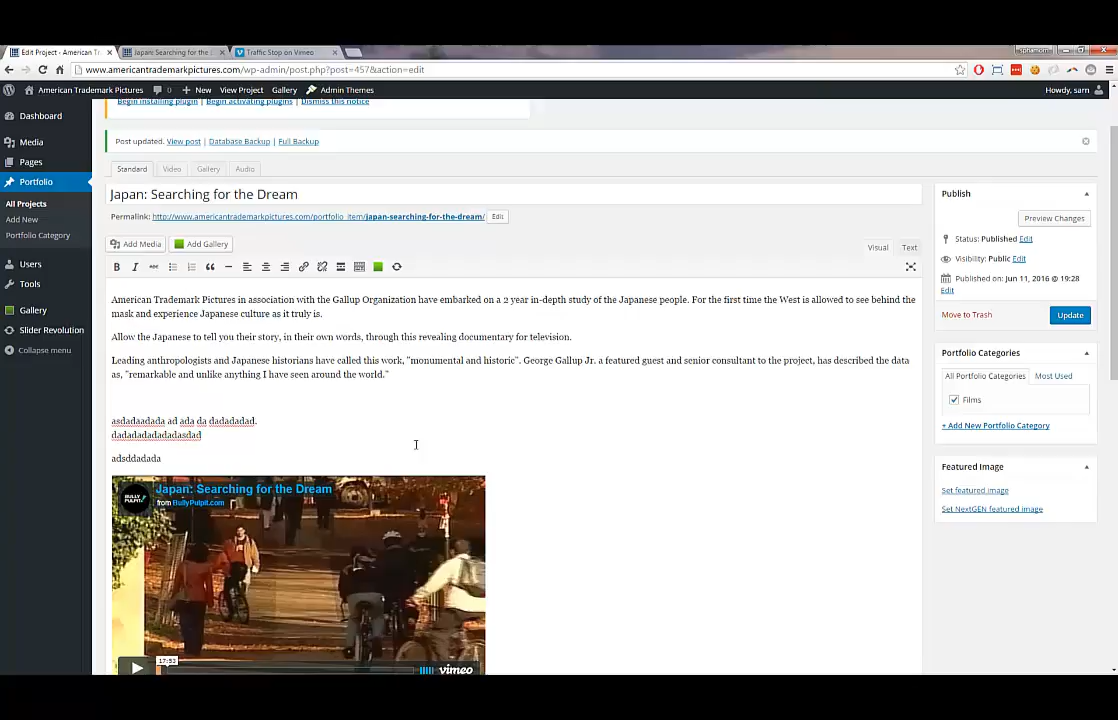 Edit Project ‹ American Tr
Japan: Searching for the
Traffic Stop on Vimeo
www.americantrademarkpictures.com/wp-admin/post.php?post=457&action=edit
American Trademark Pictures 0 New View Project Gallery Admin Themes Howdy, sam
Dashboard
Media
Pages
Portfolio
All Projects
Add New
Portfolio Category
Users
Tools
Gallery
Slider Revolution
Collapse menu
Begin installing plugin | Begin activating plugins | Dismiss this notice
Post updated. View post | Database Backup | Full Backup
Standard Video Gallery Audio
Japan: Searching for the Dream
Permalink: http://www.americantrademarkpictures.com/portfolio_item/japan-searching-for-the-dream/ Edit
Add Media Add Gallery
Visual Text
B I ABC
American Trademark Pictures in association with the Gallup Organization have embarked on a 2 year in-depth study of the Japanese people. For the first time the West is allowed to see behind the
mask and experience Japanese culture as it truly is.
Allow the Japanese to tell you their story, in their own words, through this revealing documentary for television.
Leading anthropologists and Japanese historians have called this work, "monumental and historic". George Gallup Jr. a featured guest and senior consultant to the project, has described the data
as, "remarkable and unlike anything I have seen around the world."
asdadaadada ad ada da dadadadad.
dadadadadadadasdad
adsddadada
BULLY PULPIT
Japan: Searching for the Dream
from BullyPulpit.com
17:53
vimeo
Publish
Preview Changes
Status: Published Edit
Visibility: Public Edit
Published on: Jun 11, 2016 @ 19:28
Edit
Move to Trash Update
Portfolio Categories
All Portfolio Categories Most Used
Films
+ Add New Portfolio Category
Featured Image
Set featured image
Set NextGEN featured image